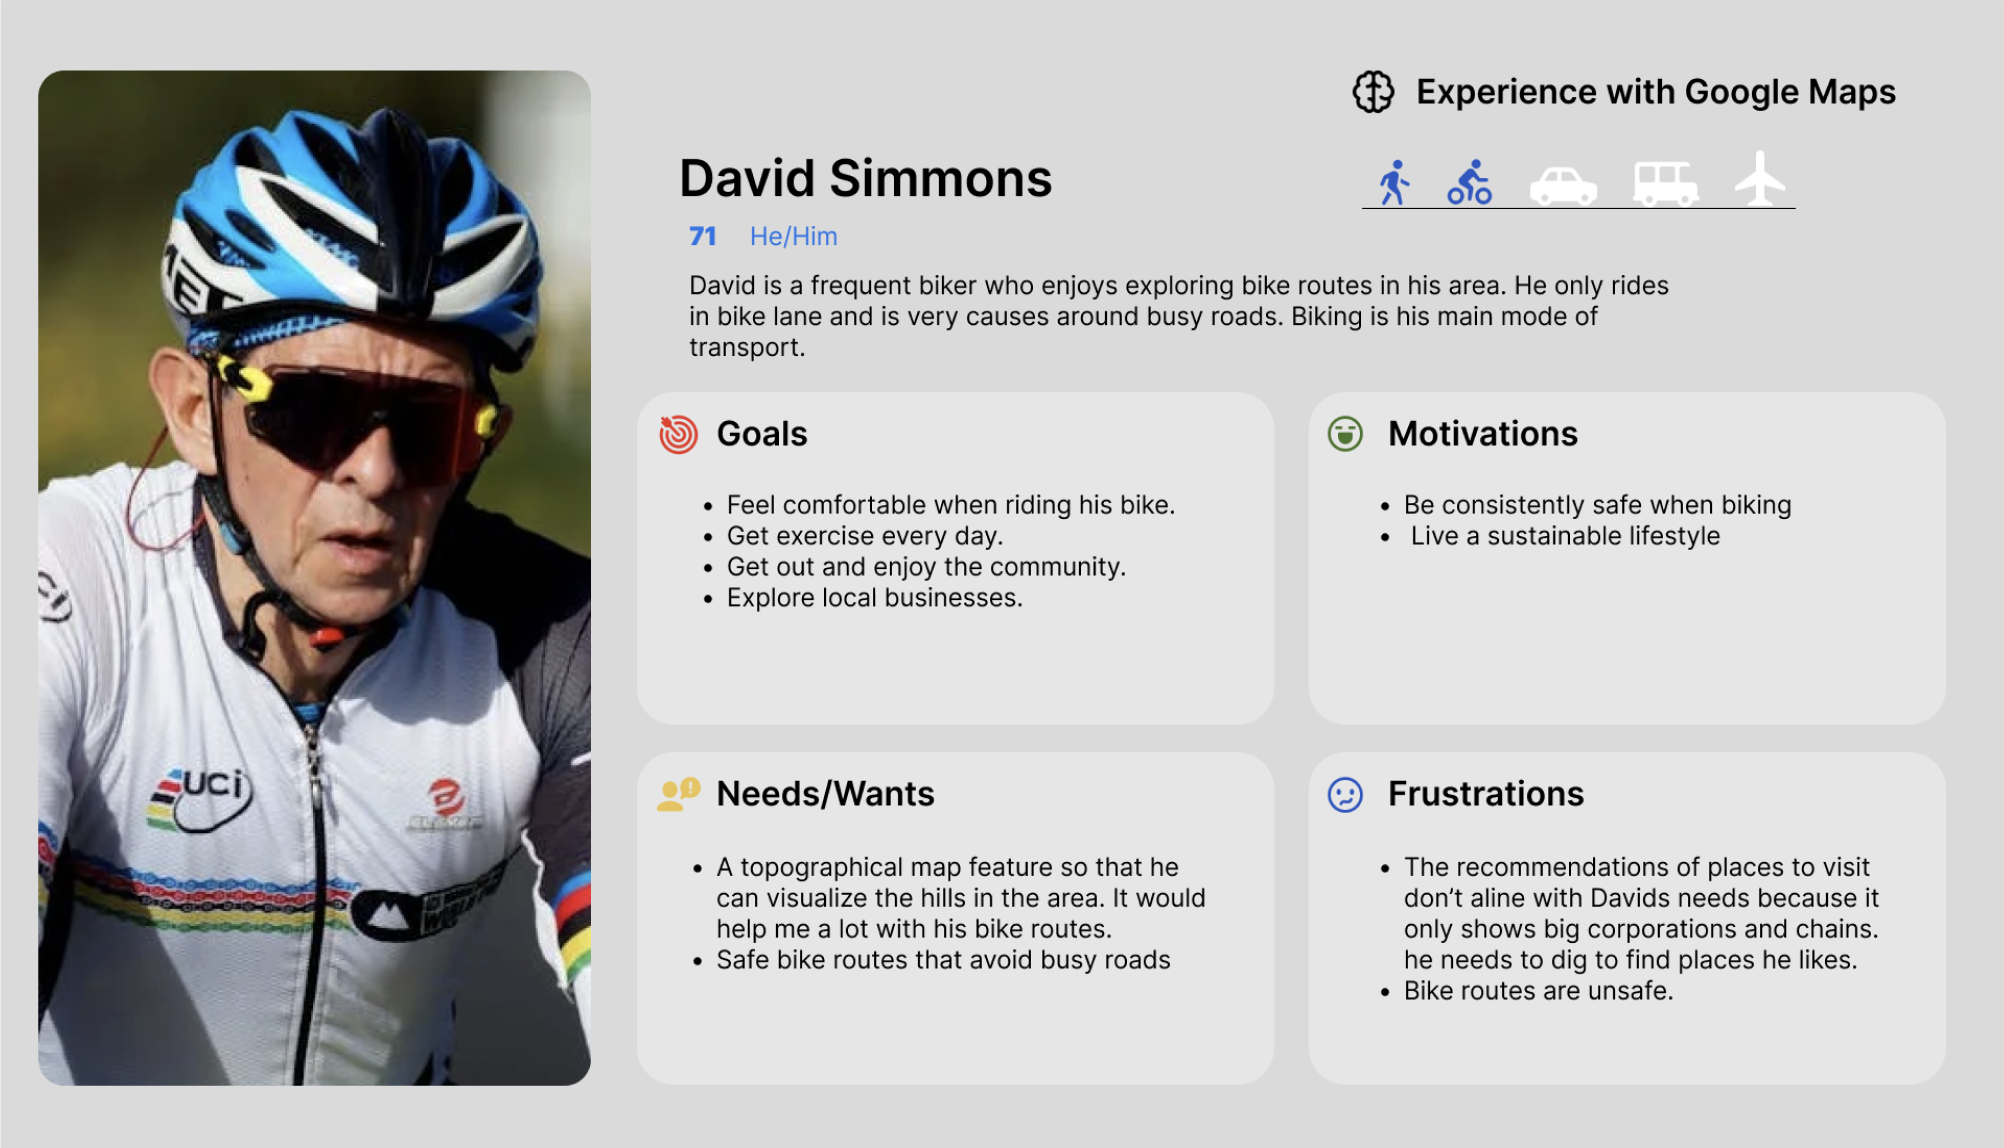 Experience with Google Maps
David Simmons
71 He/Him
David is a frequent biker who enjoys exploring bike routes in his area. He only rides
in bike lane and is very causes around busy roads. Biking is his main mode of
transport.
Goals
• Feel comfortable when riding his bike.
• Get exercise every day.
• Get out and enjoy the community.
• Explore local businesses.
Motivations
• Be consistently safe when biking
• Live a sustainable lifestyle
Needs/Wants
• A topographical map feature so that he
can visualize the hills in the area. It would
help me a lot with his bike routes.
• Safe bike routes that avoid busy roads
Frustrations
• The recommendations of places to visit
don’t aline with Davids needs because it
only shows big corporations and chains.
he needs to dig to find places he likes.
• Bike routes are unsafe.
MET
UCi